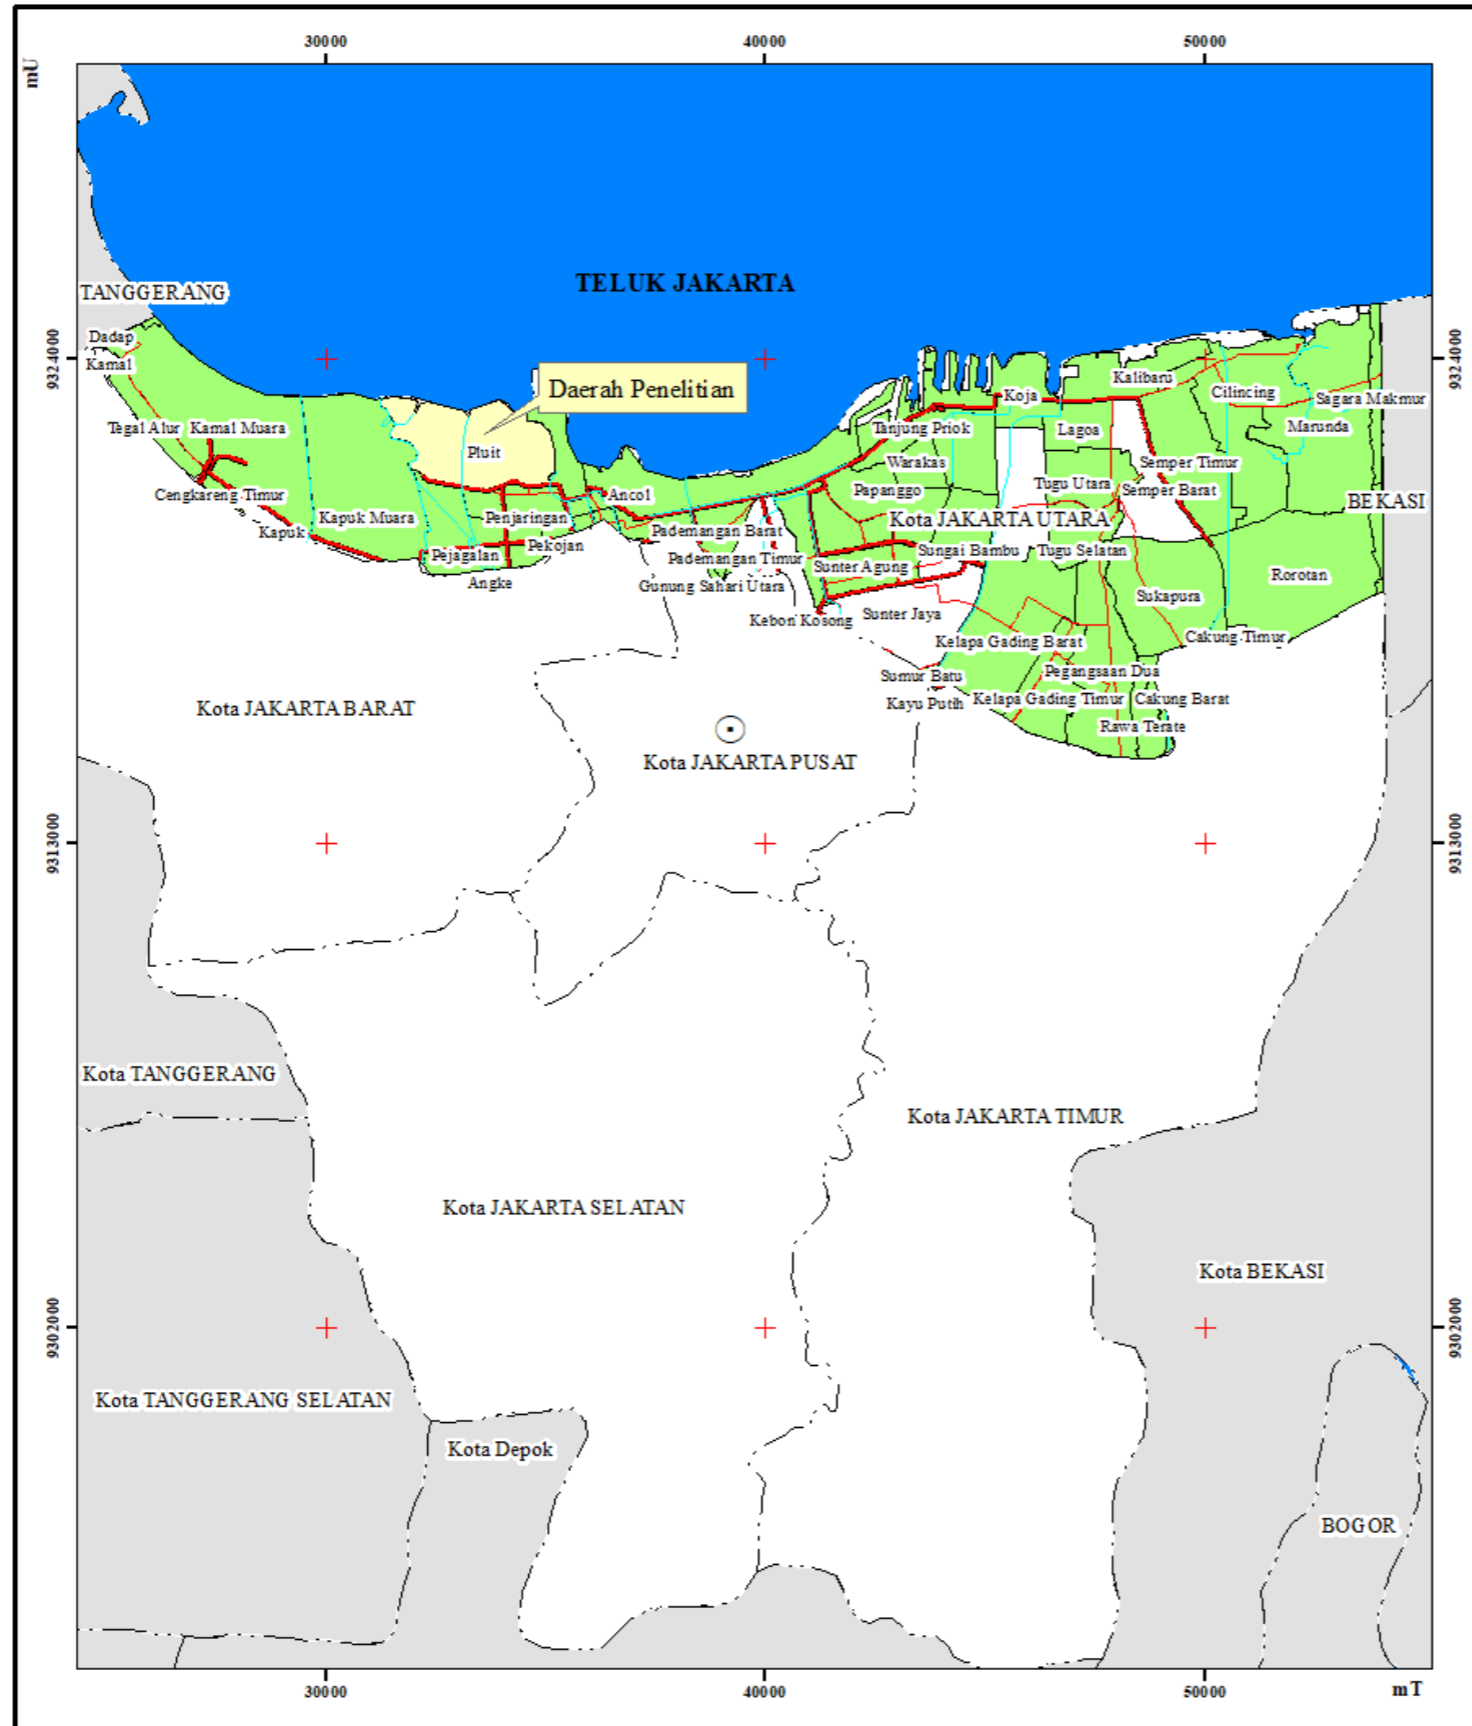 30000
40000
50000
mU
TELUK JAKARTA
TANGGERANG
Dadap
Kamal
9324000
9324000
Daerah Penelitian
Kalibaru
Koja
Cilincing
Sagara Makmur
Tegal Alur
Kamal Muara
Tanjung Priok
Lagoa
Marunda
Pluit
Warakas
Semper Timur
Cengkareng Timur
Ancol
Papanggo
Tugu Utara
Semper Barat
BEKASI
Kapuk Muara
Penjaringan
Kota JAKARTA UTARA
Kapuk
Pademangan Barat
Pejagalan
Pekojan
Pademangan Timur
Sungai Bambu
Tugu Selatan
Angke
Gunung Sahari Utara
Sunter Agung
Rorotan
Sukapura
Kebon Kosong
Sunter Jaya
Kelapa Gading Barat
Cakung Timur
Sumur Batu
Pegangsaan Dua
Kayu Putih
Kelapa Gading Timur
Cakung Barat
Kota JAKARTA BARAT
Rawa Terate
Kota JAKARTA PUSAT
9313000
9313000
Kota TANGGERANG
Kota JAKARTA TIMUR
Kota JAKARTA SELATAN
Kota BEKASI
9302000
9302000
Kota TANGGERANG SELATAN
Kota Depok
BOGOR
30000
40000
50000
mT